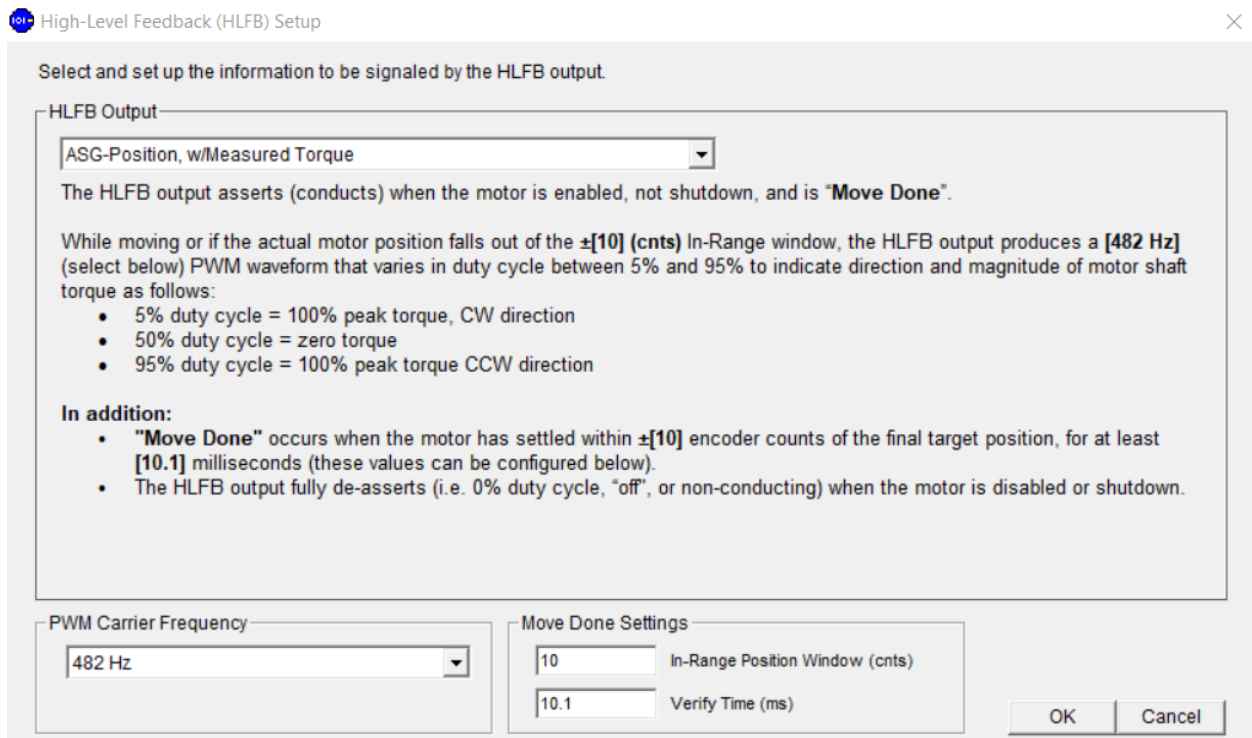 High-Level Feedback (HLFB) Setup
Select and set up the information to be signaled by the HLFB output.
HLFB Output
ASG-Position, w/Measured Torque
The HLFB output asserts (conducts) when the motor is enabled, not shutdown, and is “Move Done”.
While moving or if the actual motor position falls out of the ±[10] (cnts) In-Range window, the HLFB output produces a [482 Hz]
(select below) PWM waveform that varies in duty cycle between 5% and 95% to indicate direction and magnitude of motor shaft
torque as follows:
• 5% duty cycle = 100% peak torque, CW direction
• 50% duty cycle = zero torque
• 95% duty cycle = 100% peak torque CCW direction
In addition:
• "Move Done" occurs when the motor has settled within ±[10] encoder counts of the final target position, for at least
[10.1] milliseconds (these values can be configured below).
• The HLFB output fully de-asserts (i.e. 0% duty cycle, “off”, or non-conducting) when the motor is disabled or shutdown.
PWM Carrier Frequency
482 Hz
Move Done Settings
10 In-Range Position Window (cnts)
10.1 Verify Time (ms)
OK Cancel